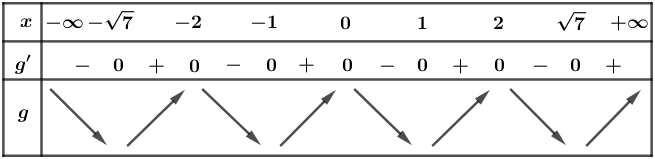 x −∞ −√7 −2 −1 0 1 2 √7 +∞
g′ − 0 + 0 − 0 + 0 − 0 + 0 − 0 +
g